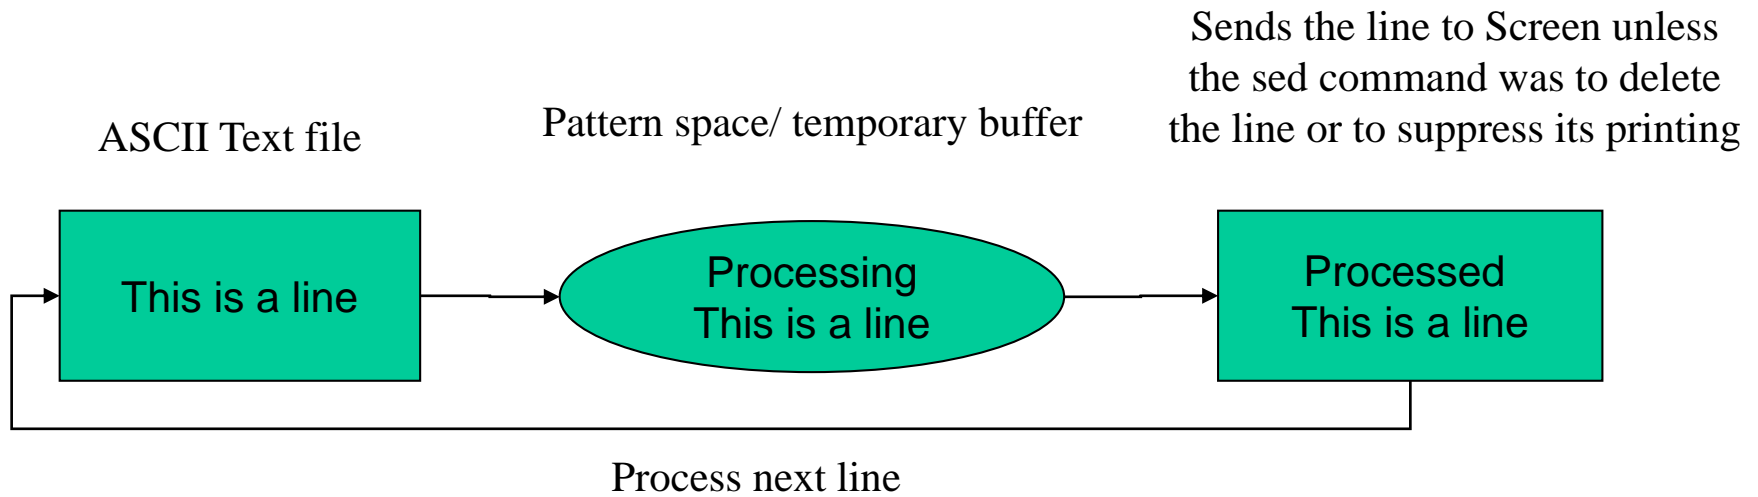 Sends the line to Screen unless
the sed command was to delete
the line or to suppress its printing
Pattern space/ temporary buffer
ASCII Text file
This is a line
Processing
This is a line
Processed
This is a line
Process next line